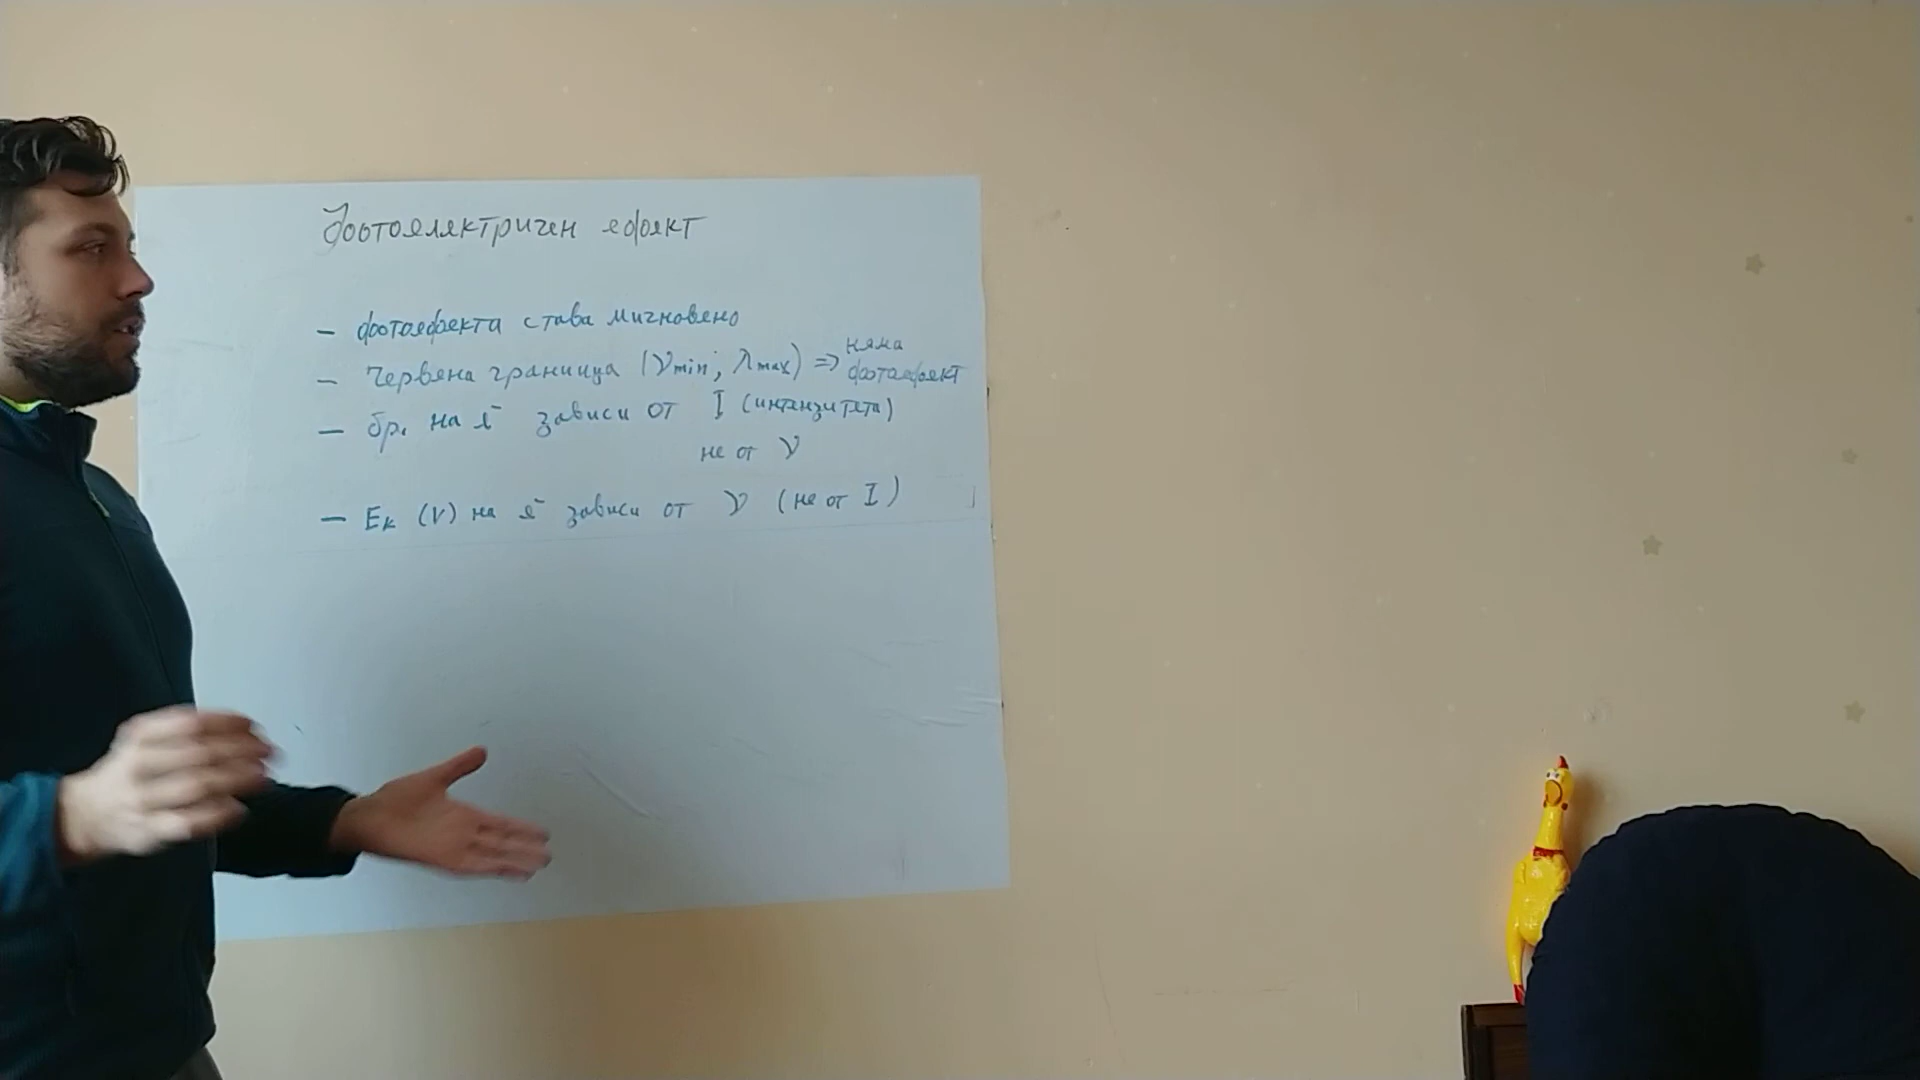 Фотоелектричен ефект
– фотоефекта става мигновено
– Червена граница (νmin; λmax) => няма фотоефект
– бр. на e⁻ зависи от I (интензитета)
не от ν
– Ek (V) на e⁻ зависи от ν (не от I)